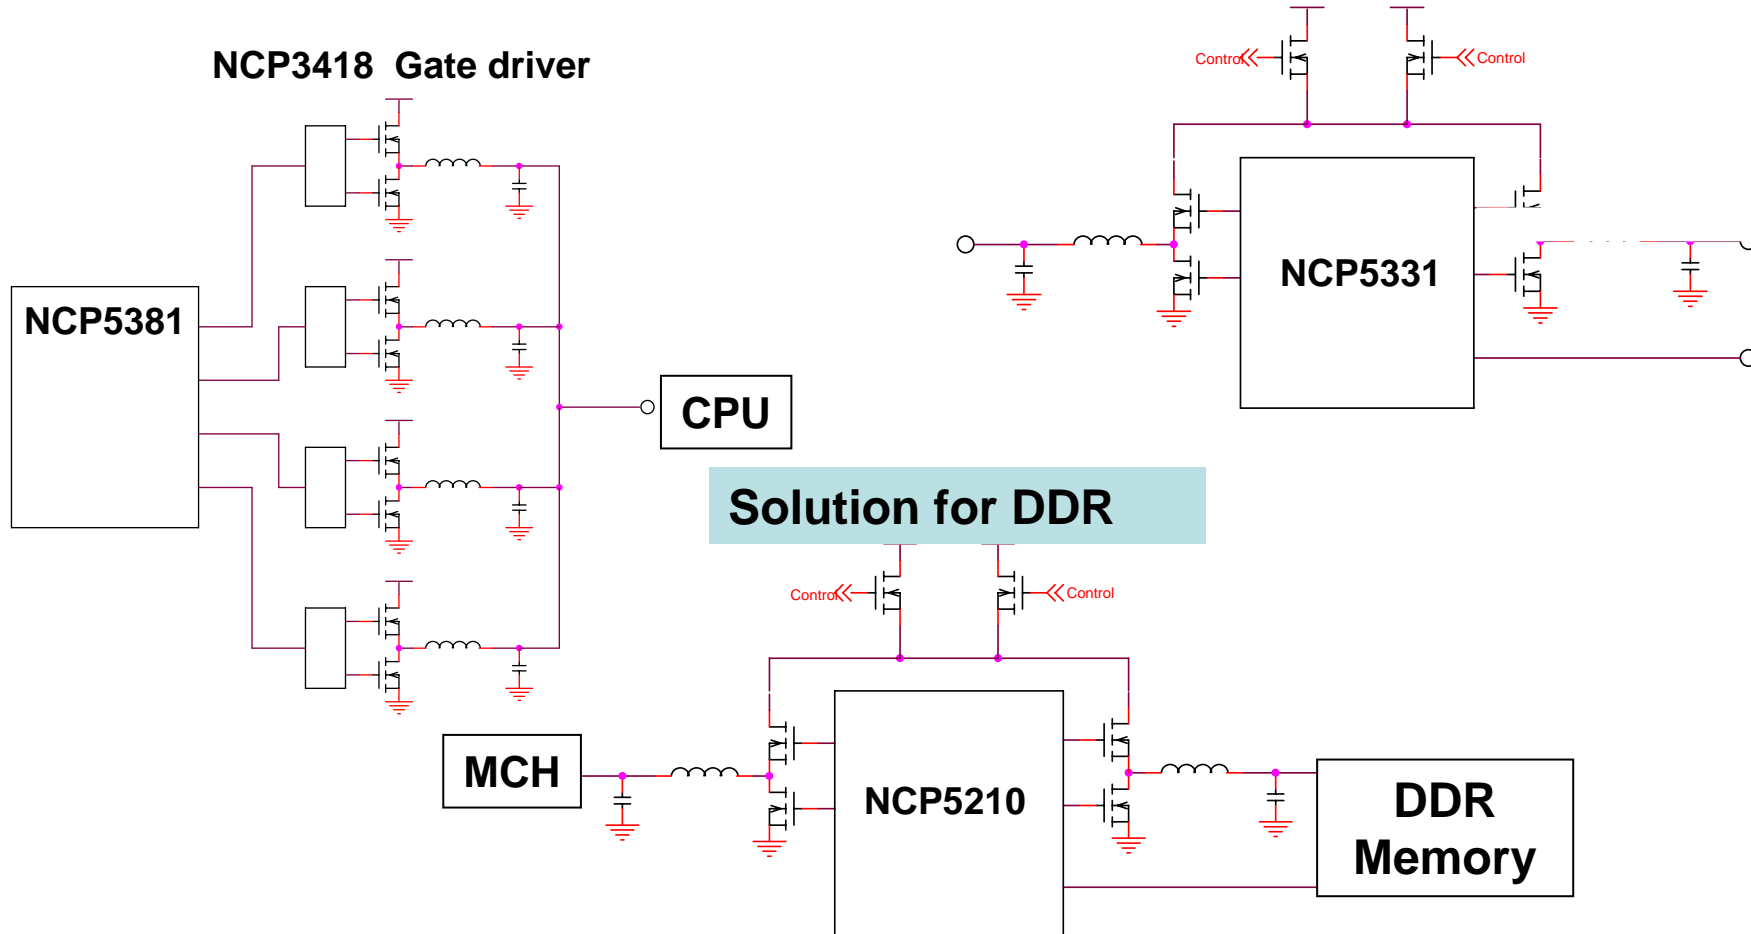 NCP3418  Gate driver
Control
Control
NCP5381
NCP5331
CPU
Solution for DDR
Control
Control
MCH
NCP5210
DDR
Memory